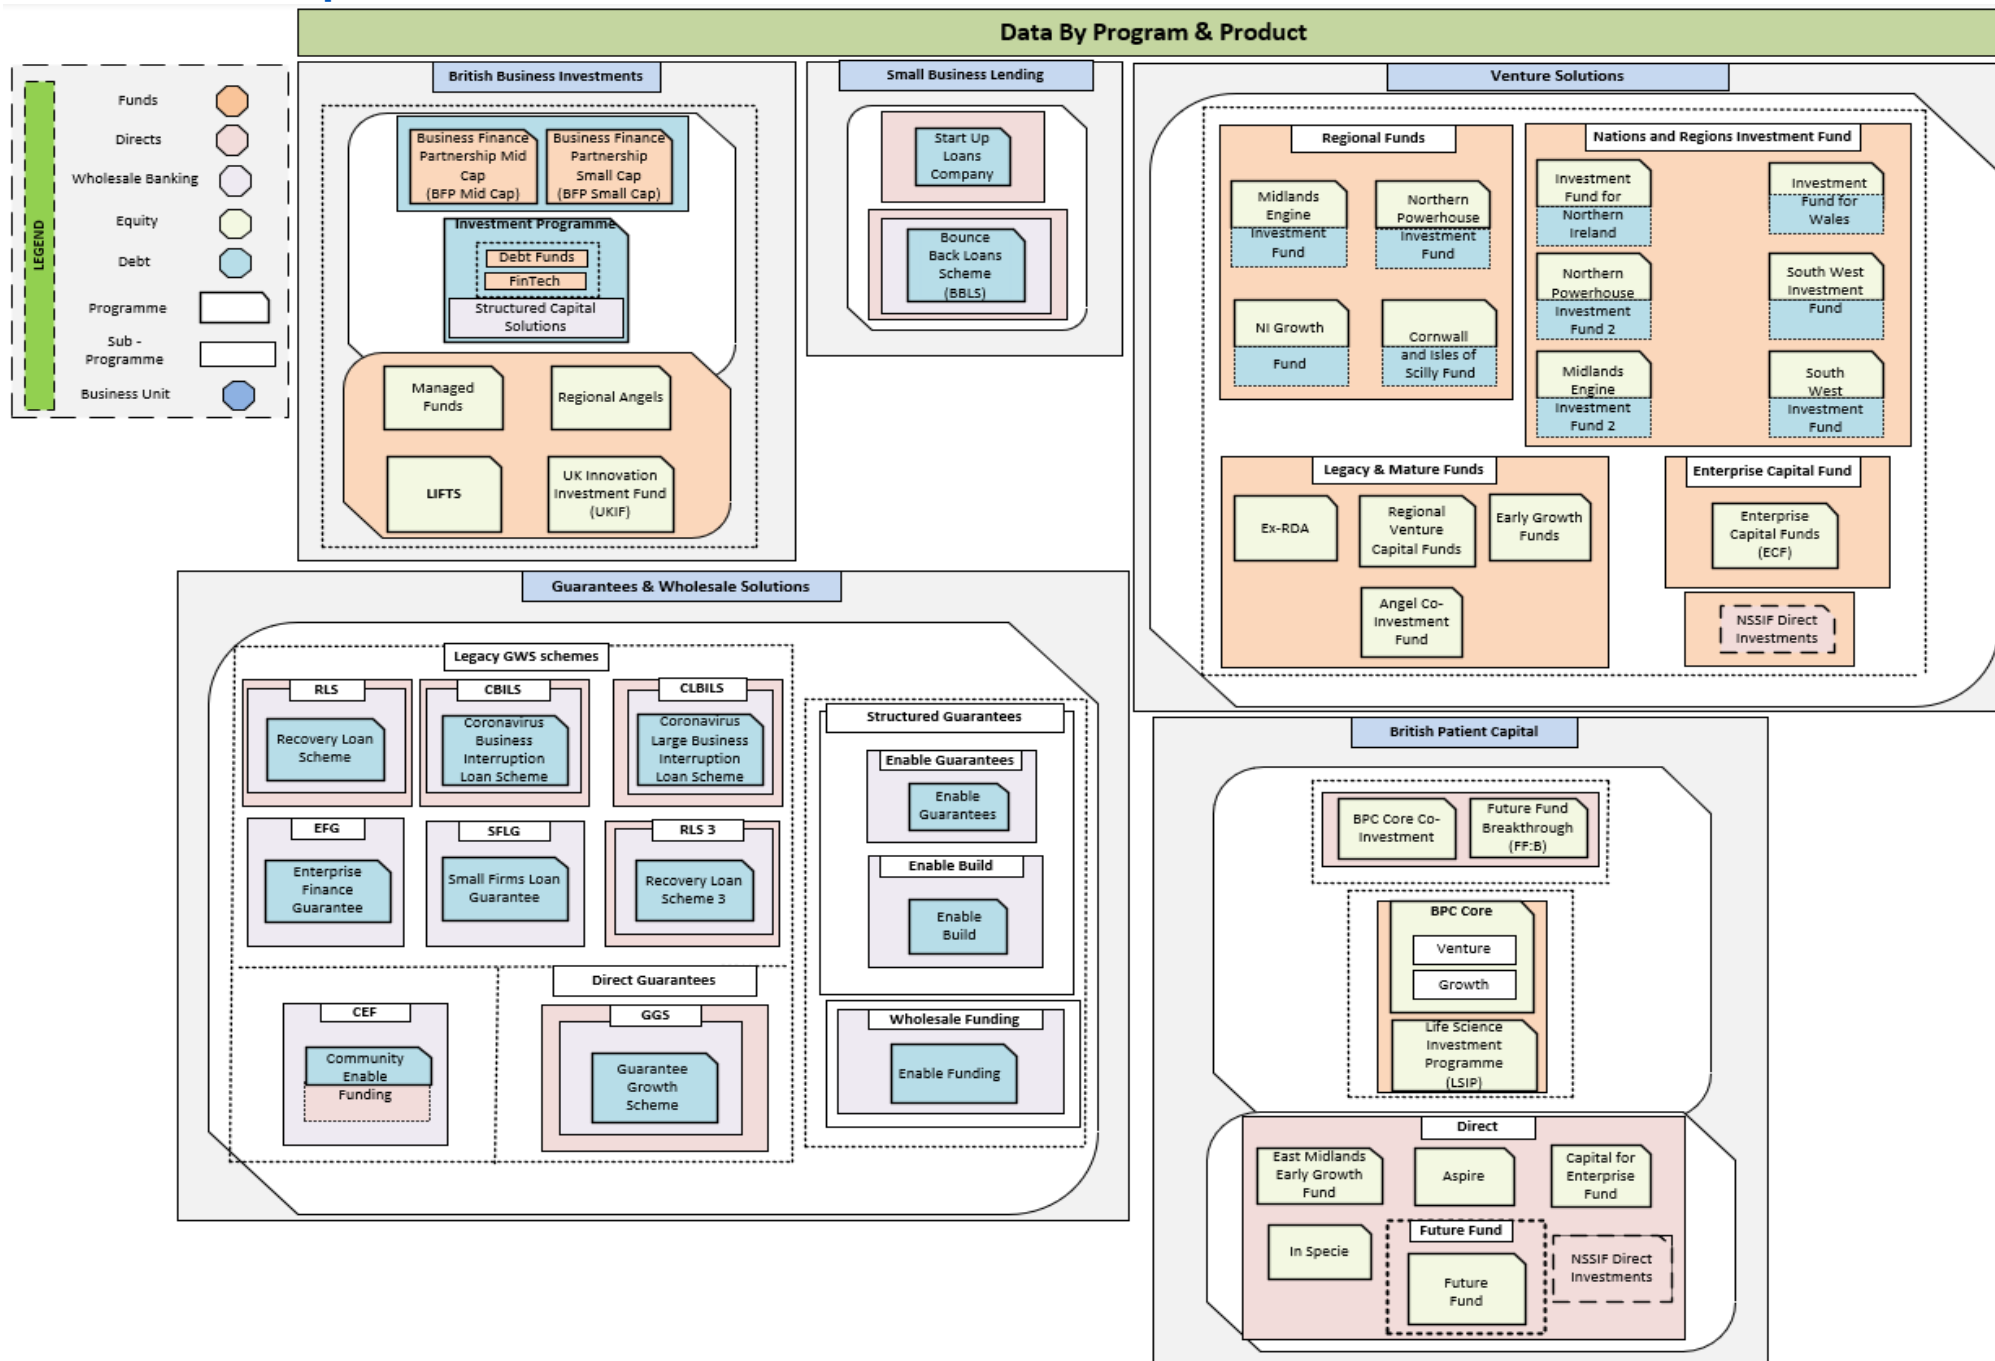 Data By Program & Product
LEGEND
Funds
Directs
Wholesale Banking
Equity
Debt
Programme
Sub -
Programme
Business Unit
British Business Investments
Business Finance
Partnership Mid
Cap
(BFP Mid Cap)
Business Finance
Partnership
Small Cap
(BFP Small Cap)
Investment Programme
Debt Funds
FinTech
Structured Capital
Solutions
Managed
Funds
Regional Angels
LIFTS
UK Innovation
Investment Fund
(UKIF)
Small Business Lending
Start Up
Loans
Company
Bounce
Back Loans
Scheme
(BBLS)
Venture Solutions
Regional Funds
Midlands
Engine
Investment
Fund
Northern
Powerhouse
Investment
Fund
NI Growth
Fund
Cornwall
and Isles of
Scilly Fund
Nations and Regions Investment Fund
Investment
Fund for
Northern
Ireland
Investment
Fund for
Wales
Northern
Powerhouse
Investment
Fund 2
South West
Investment
Fund
Midlands
Engine
Investment
Fund 2
South
West
Investment
Fund
Legacy & Mature Funds
Ex-RDA
Regional
Venture
Capital Funds
Early Growth
Funds
Angel Co-
Investment
Fund
Enterprise Capital Fund
Enterprise
Capital Funds
(ECF)
NSSIF Direct
Investments
Guarantees & Wholesale Solutions
Legacy GWS schemes
RLS
Recovery Loan
Scheme
CBILS
Coronavirus
Business
Interruption
Loan Scheme
CLBILS
Coronavirus
Large Business
Interruption
Loan Scheme
EFG
Enterprise
Finance
Guarantee
SFLG
Small Firms Loan
Guarantee
RLS 3
Recovery Loan
Scheme 3
CEF
Community
Enable
Funding
Direct Guarantees
GGS
Guarantee
Growth
Scheme
Structured Guarantees
Enable Guarantees
Enable
Guarantees
Enable Build
Enable
Build
Wholesale Funding
Enable Funding
British Patient Capital
BPC Core Co-
Investment
Future Fund
Breakthrough
(FF:B)
BPC Core
Venture
Growth
Life Science
Investment
Programme
(LSIP)
Direct
East Midlands
Early Growth
Fund
Aspire
Capital for
Enterprise
Fund
In Specie
Future Fund
Future
Fund
NSSIF Direct
Investments